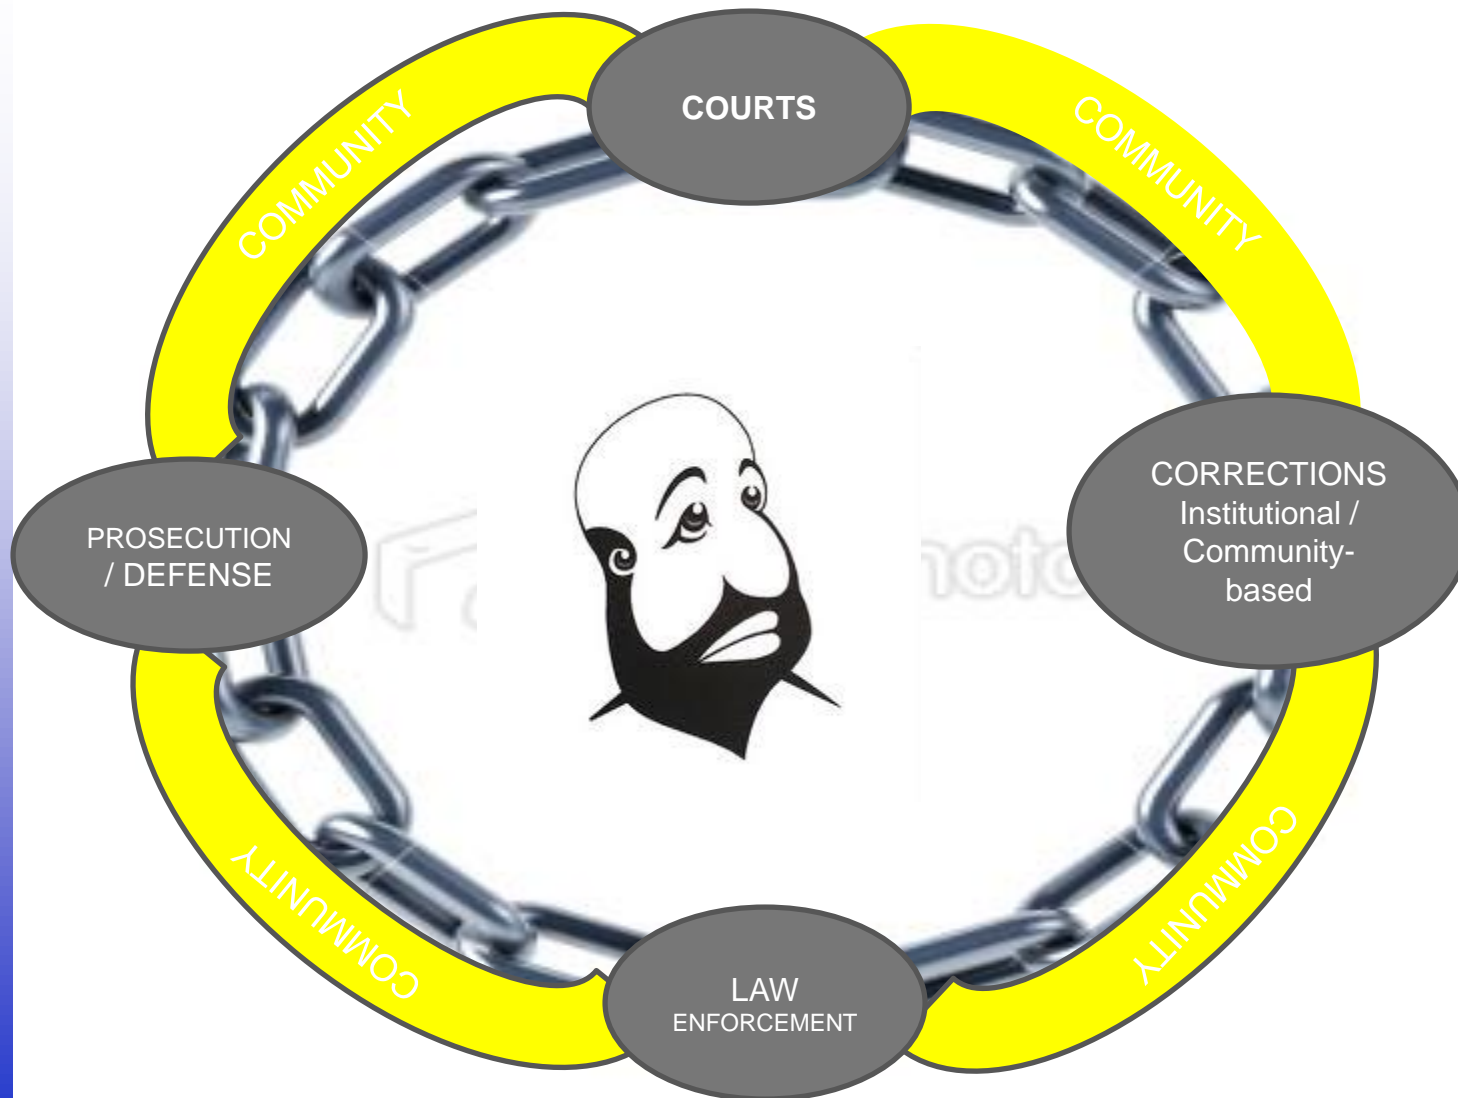 COURTS
COMMUNITY
COMMUNITY
PROSECUTION
/ DEFENSE
CORRECTIONS
Institutional /
Community-
based
COMMUNITY
COMMUNITY
LAW
ENFORCEMENT